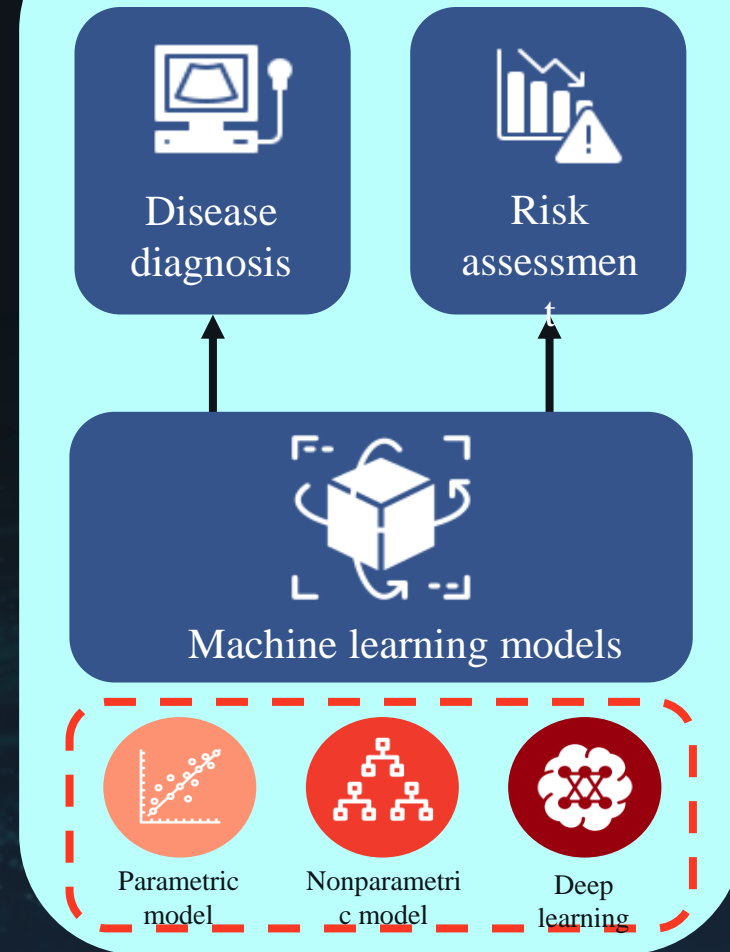 Disease
diagnosis
Risk
assessmen
t
Machine learning models
Parametric
model
Nonparametri
c model
Deep
learning